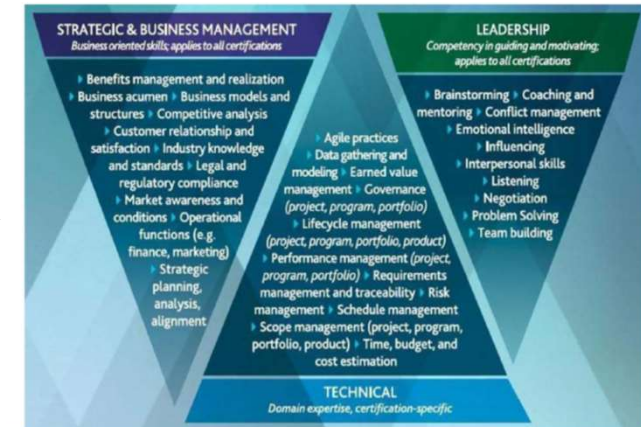 STRATEGIC & BUSINESS MANAGEMENT
Business oriented skills; applies to all certifications
▸ Benefits management and realization
▸ Business acumen ▸ Business models and
structures ▸ Competitive analysis
▸ Customer relationship and
satisfaction ▸ Industry knowledge
and standards ▸ Legal and
regulatory compliance
▸ Market awareness and
conditions ▸ Operational
functions (e.g.
finance, marketing)
▸ Strategic
planning,
analysis,
alignment
▸ Agile practices
▸ Data gathering and
modeling ▸ Earned value
management ▸ Governance
(project, program, portfolio)
▸ Lifecycle management
(project, program, portfolio, product)
▸ Performance management (project,
program, portfolio) ▸ Requirements
management and traceability ▸ Risk
management ▸ Schedule management
▸ Scope management (project, program,
portfolio, product) ▸ Time, budget, and
cost estimation
TECHNICAL
Domain expertise, certification-specific
LEADERSHIP
Competency in guiding and motivating;
applies to all certifications
▸ Brainstorming ▸ Coaching and
mentoring ▸ Conflict management
▸ Emotional intelligence
▸ Influencing
▸ Interpersonal skills
▸ Listening
▸ Negotiation
▸ Problem Solving
▸ Team building